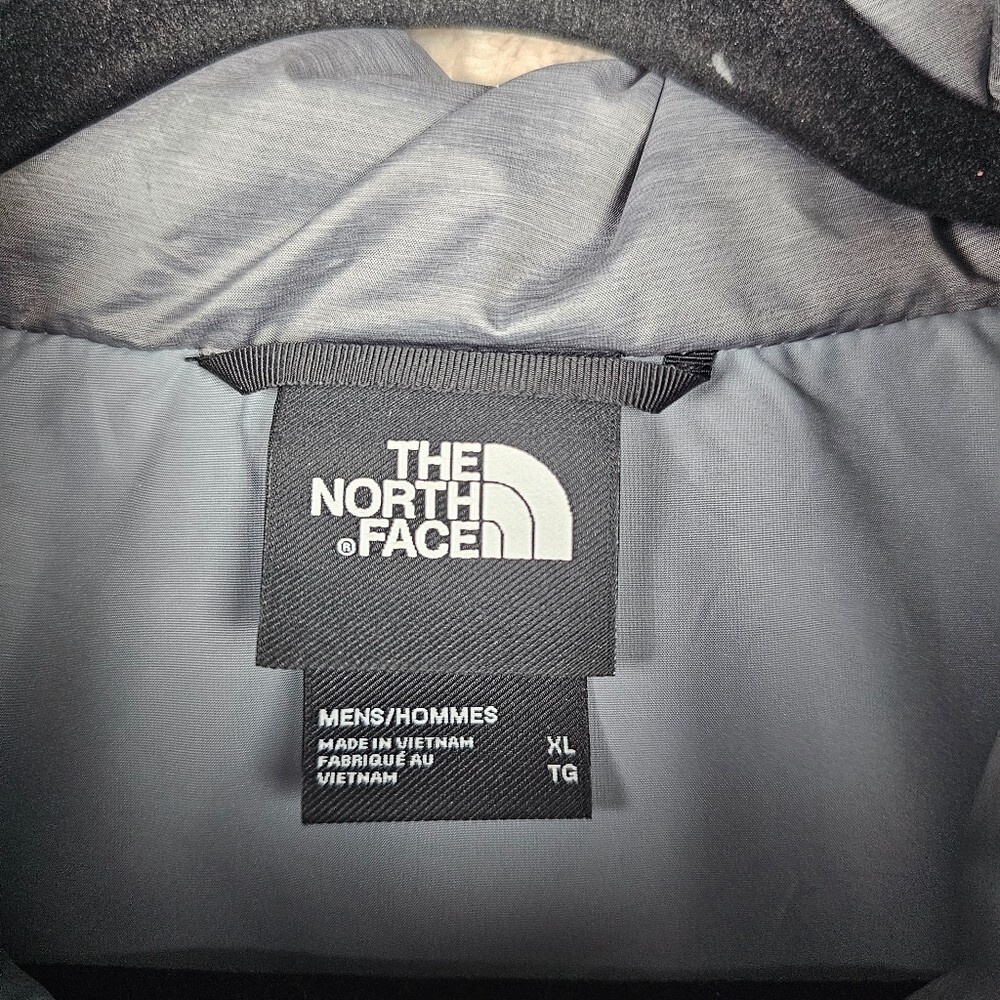 THE
NORTH
®FACE
MENS/HOMMES
MADE IN VIETNAM XL
FABRIQUÉ AU
VIETNAM TG